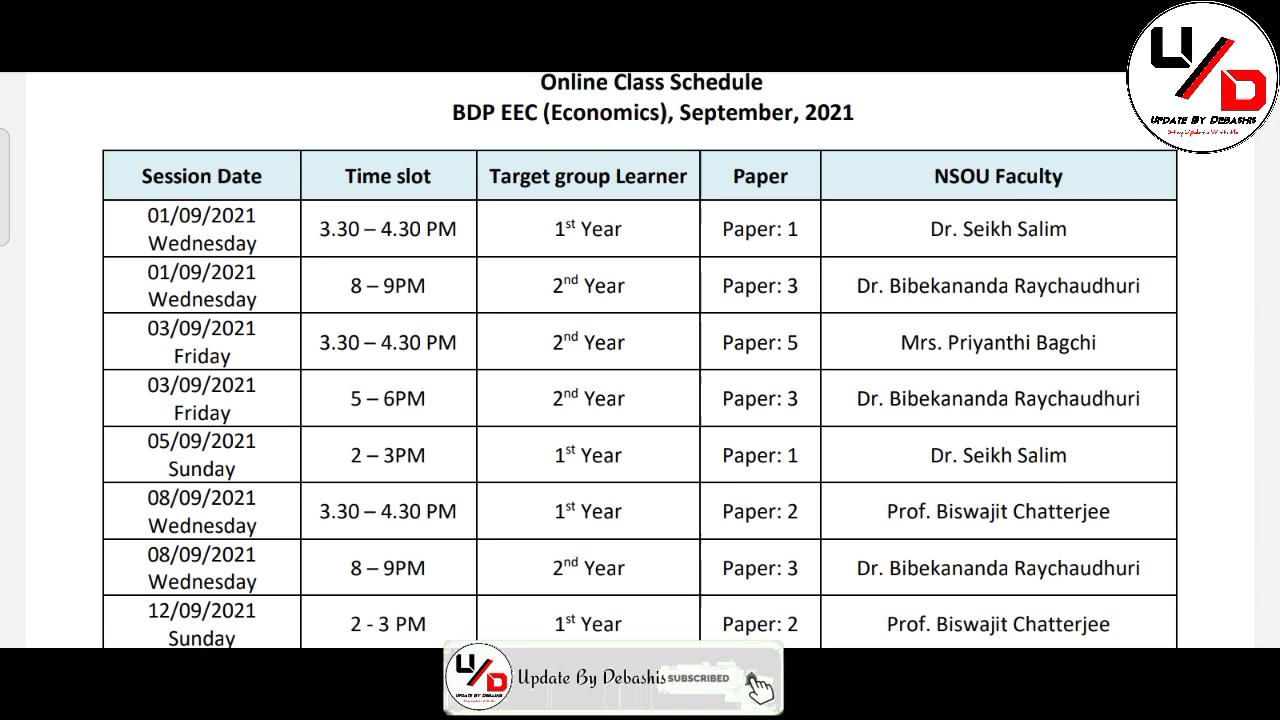 Online Class Schedule
BDP EEC (Economics), September, 2021
Session Date Time slot Target group Learner Paper NSOU Faculty
01/09/2021
Wednesday 3.30 – 4.30 PM 1st Year Paper: 1 Dr. Seikh Salim
01/09/2021
Wednesday 8 – 9PM 2nd Year Paper: 3 Dr. Bibekananda Raychaudhuri
03/09/2021
Friday 3.30 – 4.30 PM 2nd Year Paper: 5 Mrs. Priyanthi Bagchi
03/09/2021
Friday 5 – 6PM 2nd Year Paper: 3 Dr. Bibekananda Raychaudhuri
05/09/2021
Sunday 2 – 3PM 1st Year Paper: 1 Dr. Seikh Salim
08/09/2021
Wednesday 3.30 – 4.30 PM 1st Year Paper: 2 Prof. Biswajit Chatterjee
08/09/2021
Wednesday 8 – 9PM 2nd Year Paper: 3 Dr. Bibekananda Raychaudhuri
12/09/2021
Sunday 2 - 3 PM 1st Year Paper: 2 Prof. Biswajit Chatterjee
U/D
UPDATE BY DEBASHIS
U/D
UPDATE BY DEBASHIS
Update By Debashis SUBSCRIBED